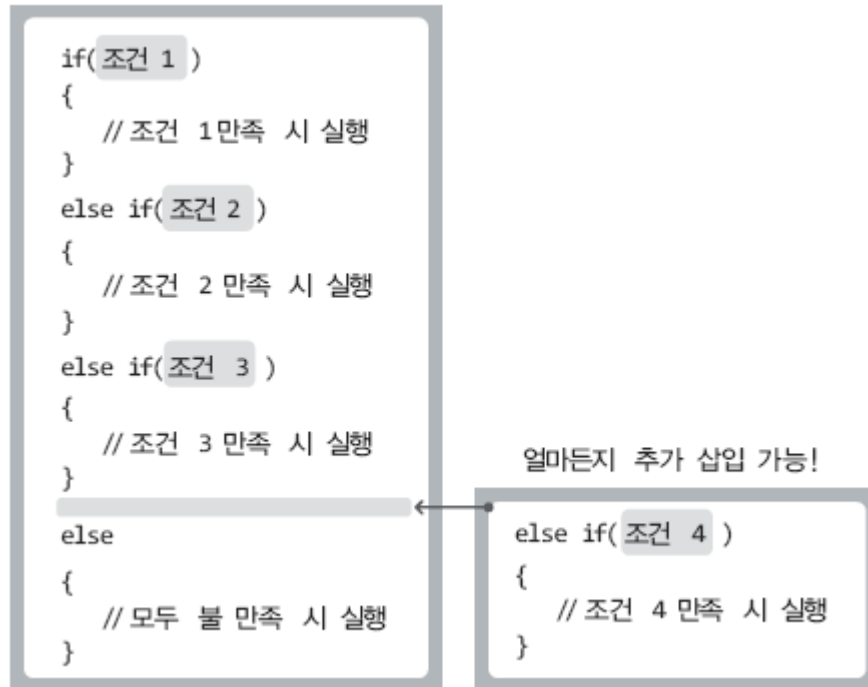 if( 조건 1 )
{
// 조건 1 만족 시 실행
}
else if( 조건 2 )
{
// 조건 2 만족 시 실행
}
else if( 조건 3 )
{
// 조건 3 만족 시 실행
}
else
{
// 모두 불 만족 시 실행
}
얼마든지 추가 삽입 가능!
else if( 조건 4 )
{
// 조건 4 만족 시 실행
}